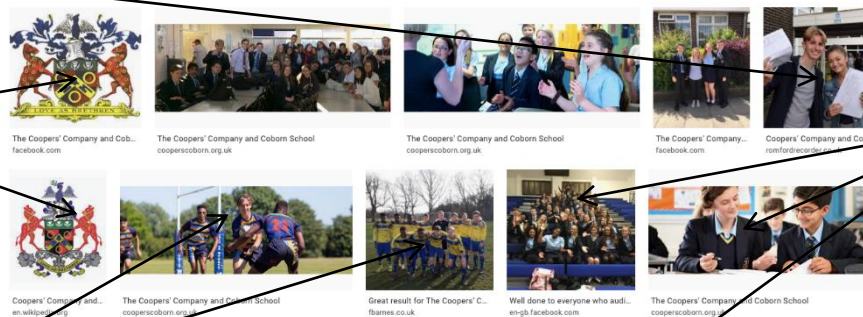 LOVE AS BRETHREN
The Coopers' Company and Cob...
facebook.com
The Coopers' Company and Coborn School
cooperscoborn.org.uk
The Coopers' Company and Coborn School
cooperscoborn.org.uk
The Coopers' Company...
facebook.com
Coopers' Company and Co
romfordrecorder.co.uk
Coopers' Company and...
en.wikipedia.org
The Coopers' Company and Coborn School
cooperscoborn.org.uk
Great result for The Coopers' C...
fbarnes.co.uk
Well done to everyone who audi...
en-gb.facebook.com
The Coopers' Company and Coborn School
cooperscoborn.org.uk